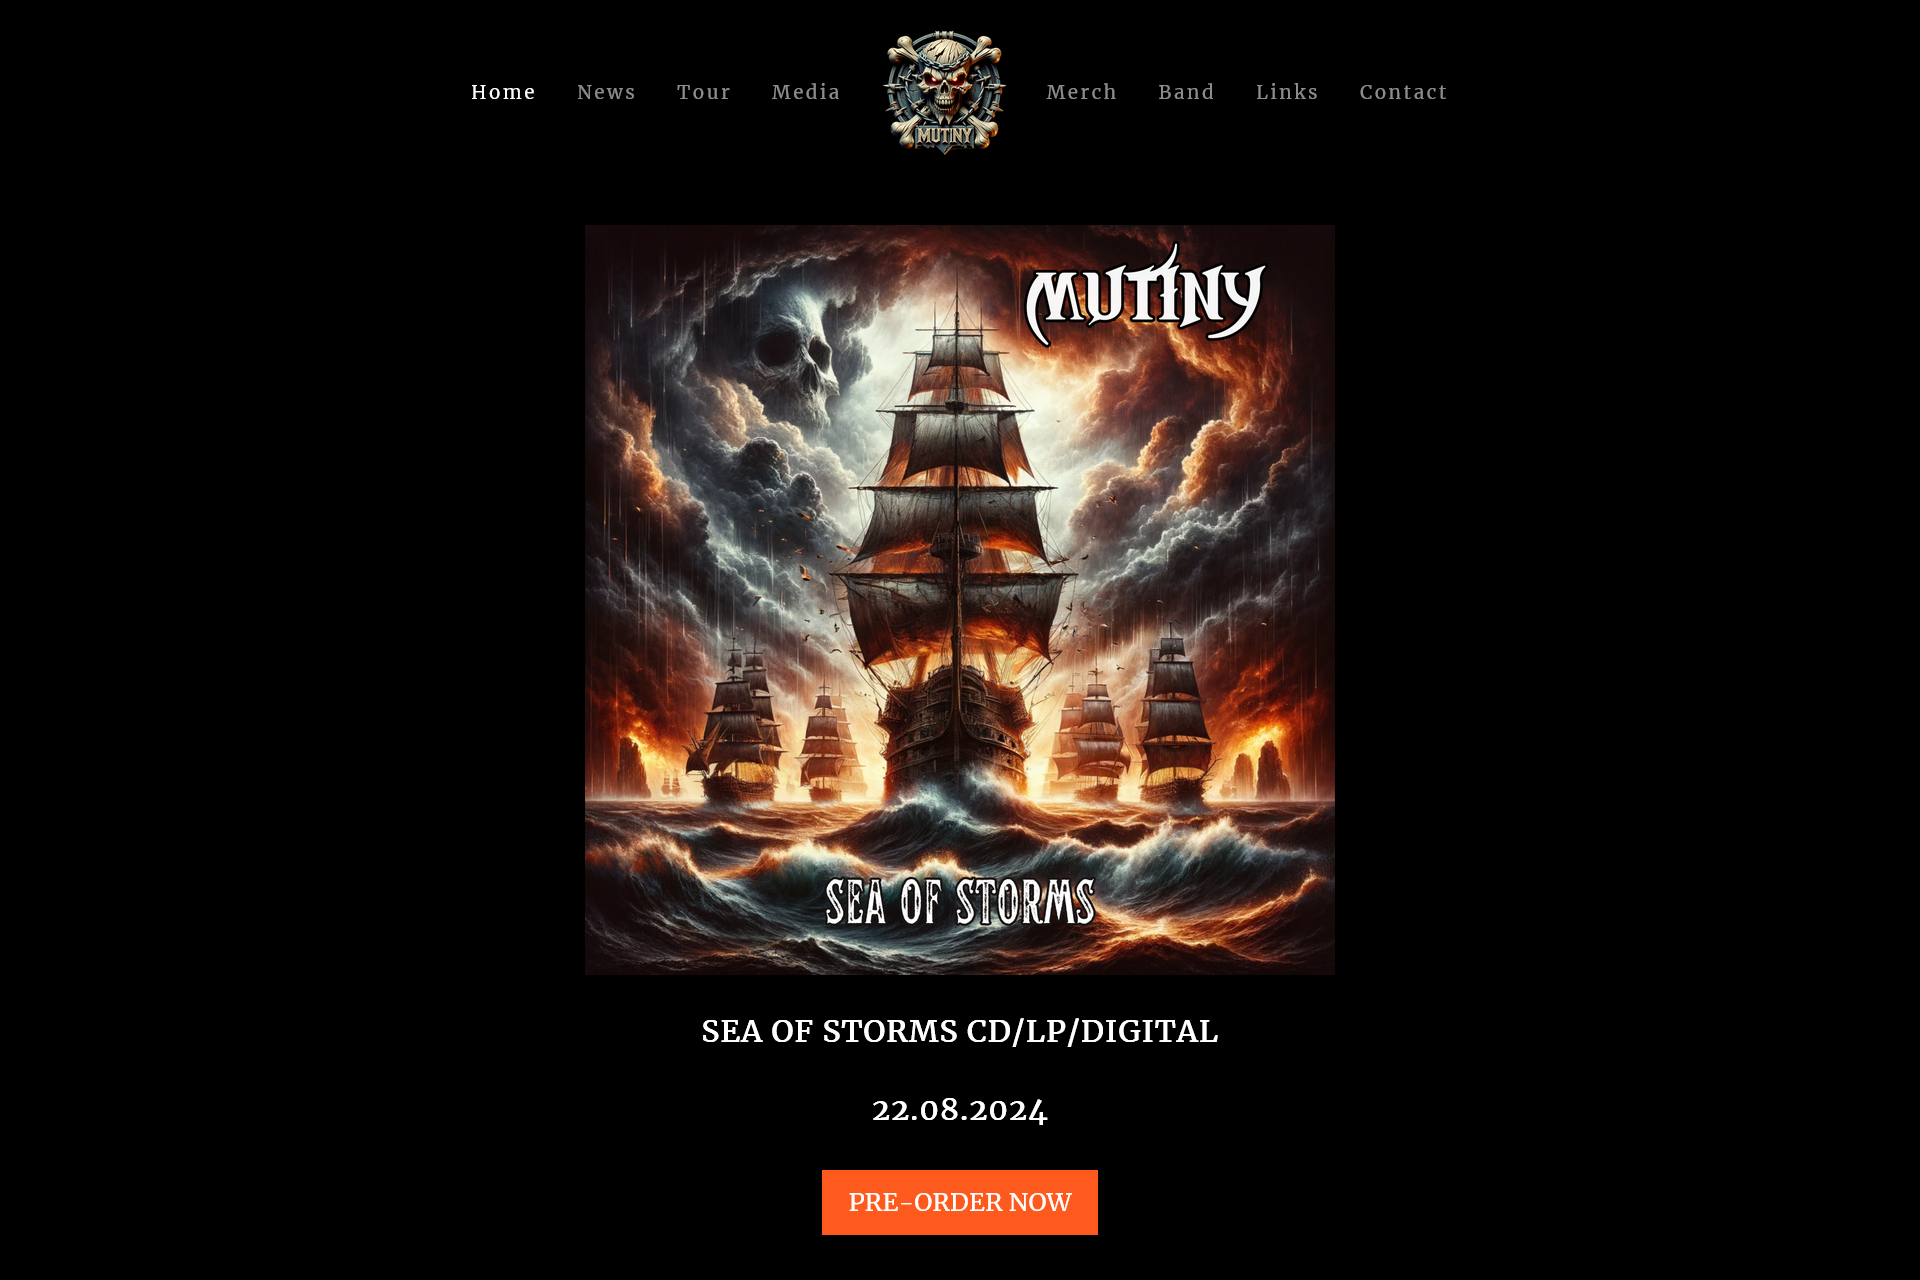 Home News Tour Media MUTINY Merch Band Links Contact
MUTINY
SEA OF STORMS
SEA OF STORMS CD/LP/DIGITAL
22.08.2024
PRE-ORDER NOW